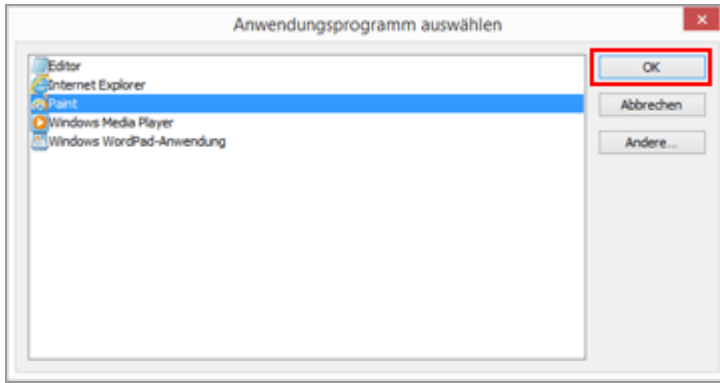 Anwendungsprogramm auswählen
Editor
Internet Explorer
Paint
Windows Media Player
Windows WordPad-Anwendung
OK
Abbrechen
Andere...